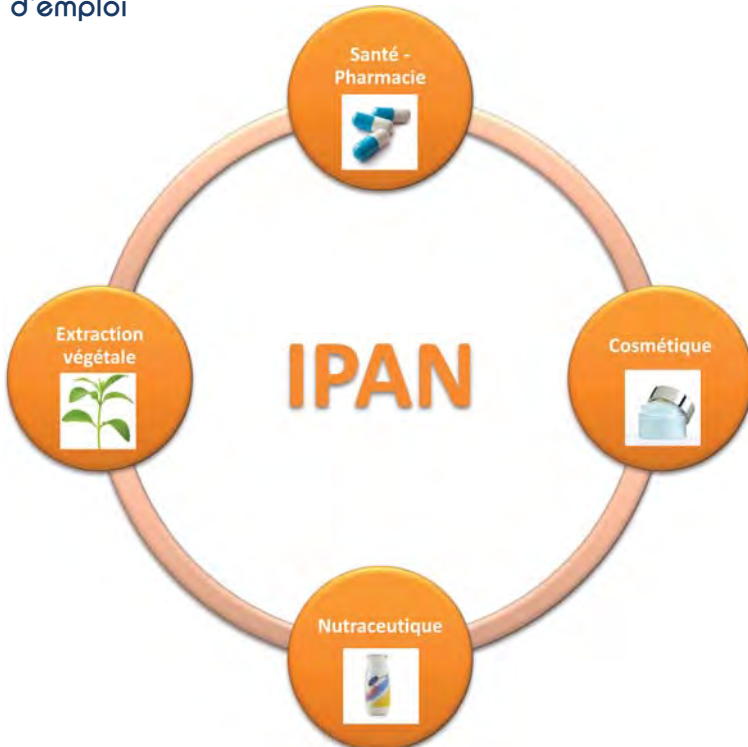 d'emploi
Santé -
Pharmacie
Extraction
végétale
IPAN
Cosmétique
Nutraceutique